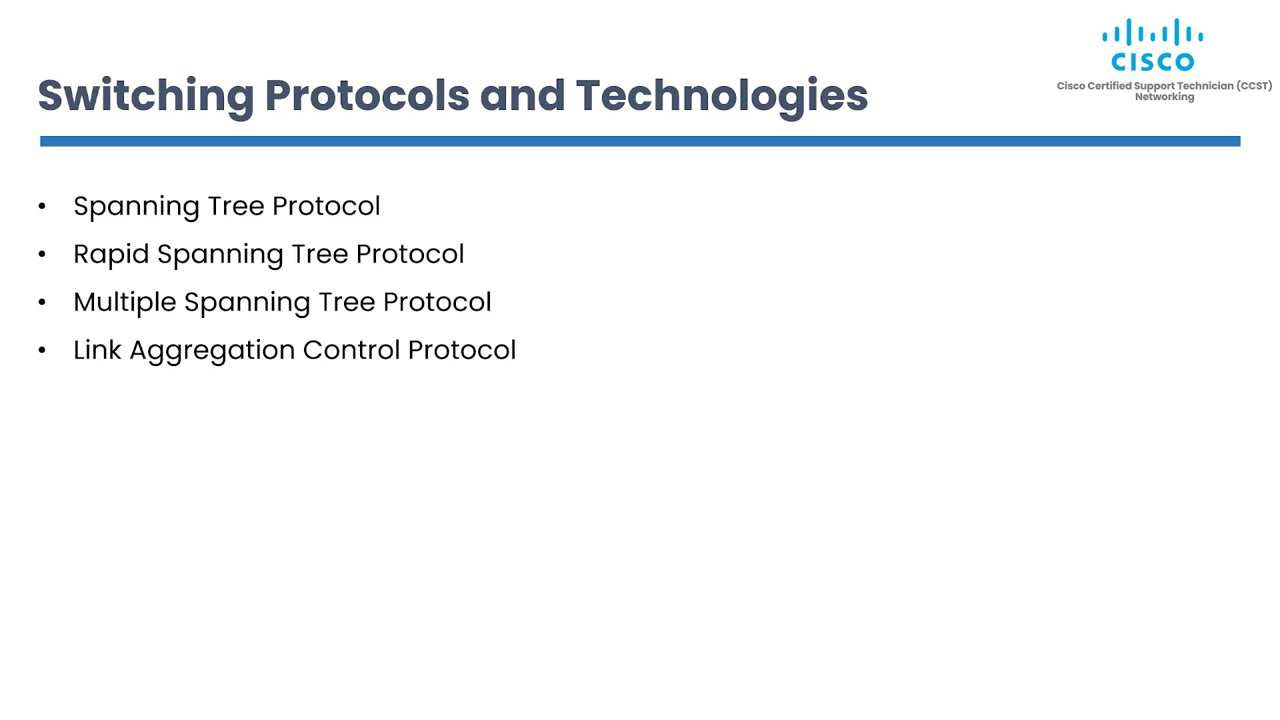 CISCO
Cisco Certified Support Technician (CCST)
Networking
Switching Protocols and Technologies
• Spanning Tree Protocol
• Rapid Spanning Tree Protocol
• Multiple Spanning Tree Protocol
• Link Aggregation Control Protocol